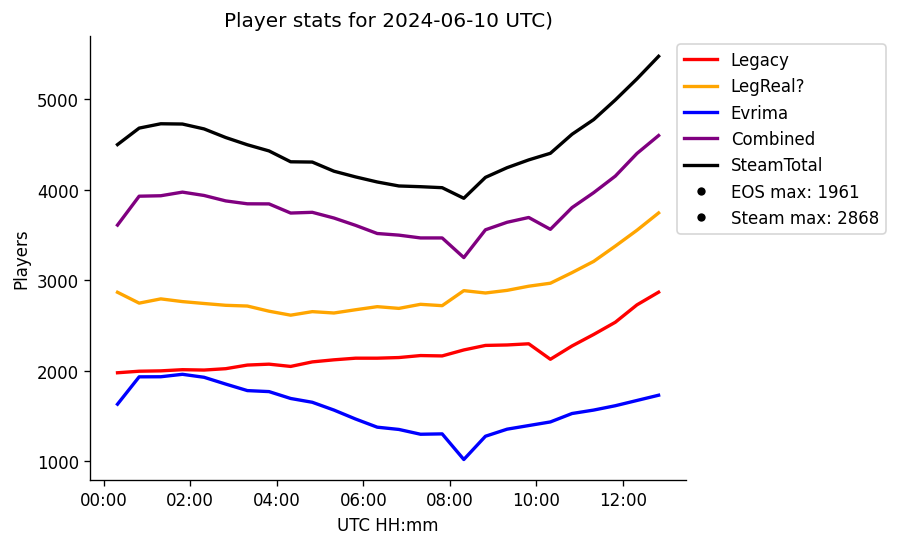 Player stats for 2024-06-10 UTC)
Legacy
LegReal?
Evrima
Combined
SteamTotal
EOS max: 1961
Steam max: 2868
Players
5000
4000
3000
2000
1000
00:00 02:00 04:00 06:00 08:00 10:00 12:00
UTC HH:mm